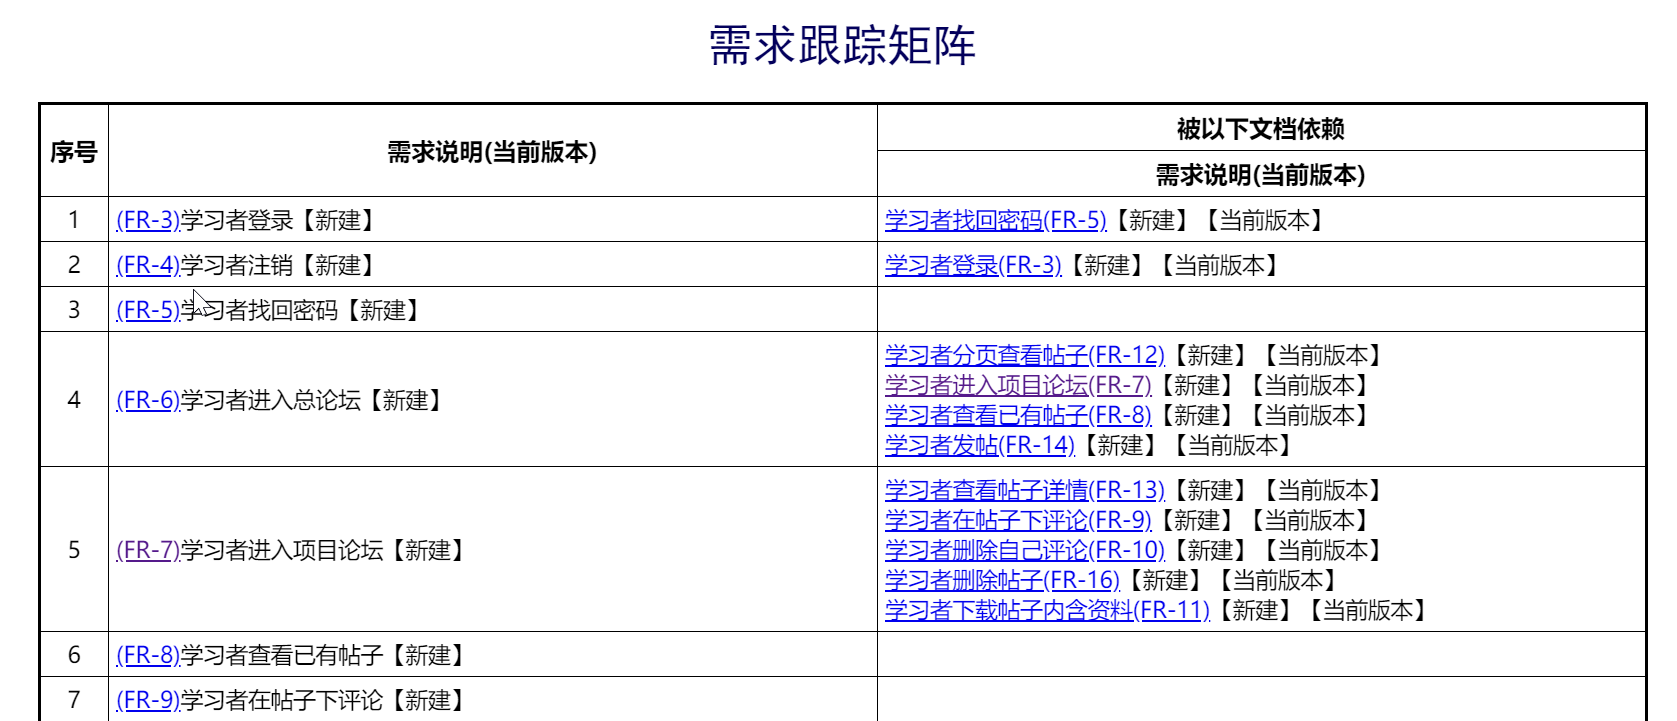 需求跟踪矩阵
序号
需求说明(当前版本)
被以下文档依赖
需求说明(当前版本)
1
(FR-3)学习者登录【新建】
学习者找回密码(FR-5)【新建】【当前版本】
2
(FR-4)学习者注销【新建】
学习者登录(FR-3)【新建】【当前版本】
3
(FR-5)学习者找回密码【新建】
4
(FR-6)学习者进入总论坛【新建】
学习者分页查看帖子(FR-12)【新建】【当前版本】
学习者进入项目论坛(FR-7)【新建】【当前版本】
学习者查看已有帖子(FR-8)【新建】【当前版本】
学习者发帖(FR-14)【新建】【当前版本】
5
(FR-7)学习者进入项目论坛【新建】
学习者查看帖子详情(FR-13)【新建】【当前版本】
学习者在帖子下评论(FR-9)【新建】【当前版本】
学习者删除自己评论(FR-10)【新建】【当前版本】
学习者删除帖子(FR-16)【新建】【当前版本】
学习者下载帖子内含资料(FR-11)【新建】【当前版本】
6
(FR-8)学习者查看已有帖子【新建】
7
(FR-9)学习者在帖子下评论【新建】